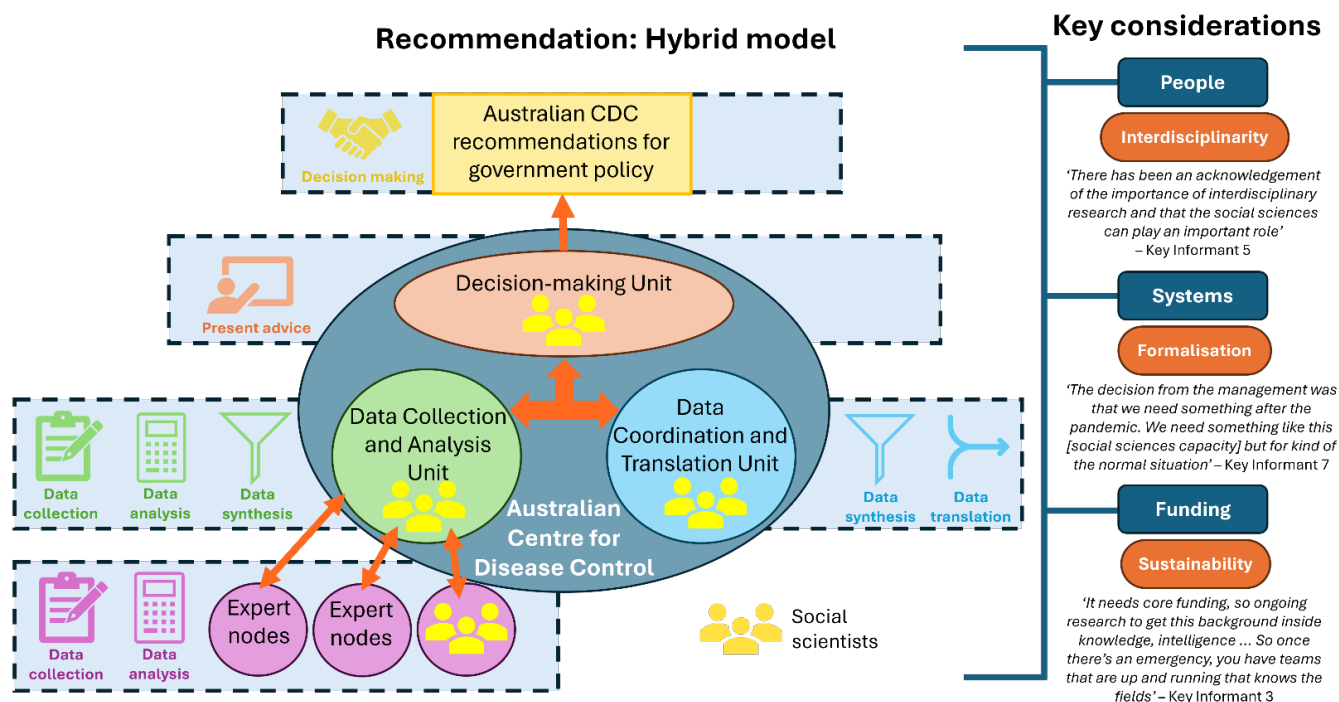 Recommendation: Hybrid model
Decision making
Australian CDC
recommendations for
government policy
Present advice
Decision-making Unit
Data
collection
Data
analysis
Data
synthesis
Data Collection
and Analysis
Unit
Data
Coordination and
Translation Unit
Data
synthesis
Data
translation
Australian
Centre for
Disease Control
Data
collection
Data
analysis
Expert
nodes
Expert
nodes
Social
scientists
Key considerations
People
Interdisciplinarity
‘There has been an acknowledgement
of the importance of interdisciplinary
research and that the social sciences
can play an important role’
– Key Informant 5
Systems
Formalisation
‘The decision from the management was
that we need something after the
pandemic. We need something like this
[social sciences capacity] but for kind of
the normal situation’ – Key Informant 7
Funding
Sustainability
‘It needs core funding, so ongoing
research to get this background inside
knowledge, intelligence ... So once
there’s an emergency, you have teams
that are up and running that knows the
fields’ – Key Informant 3